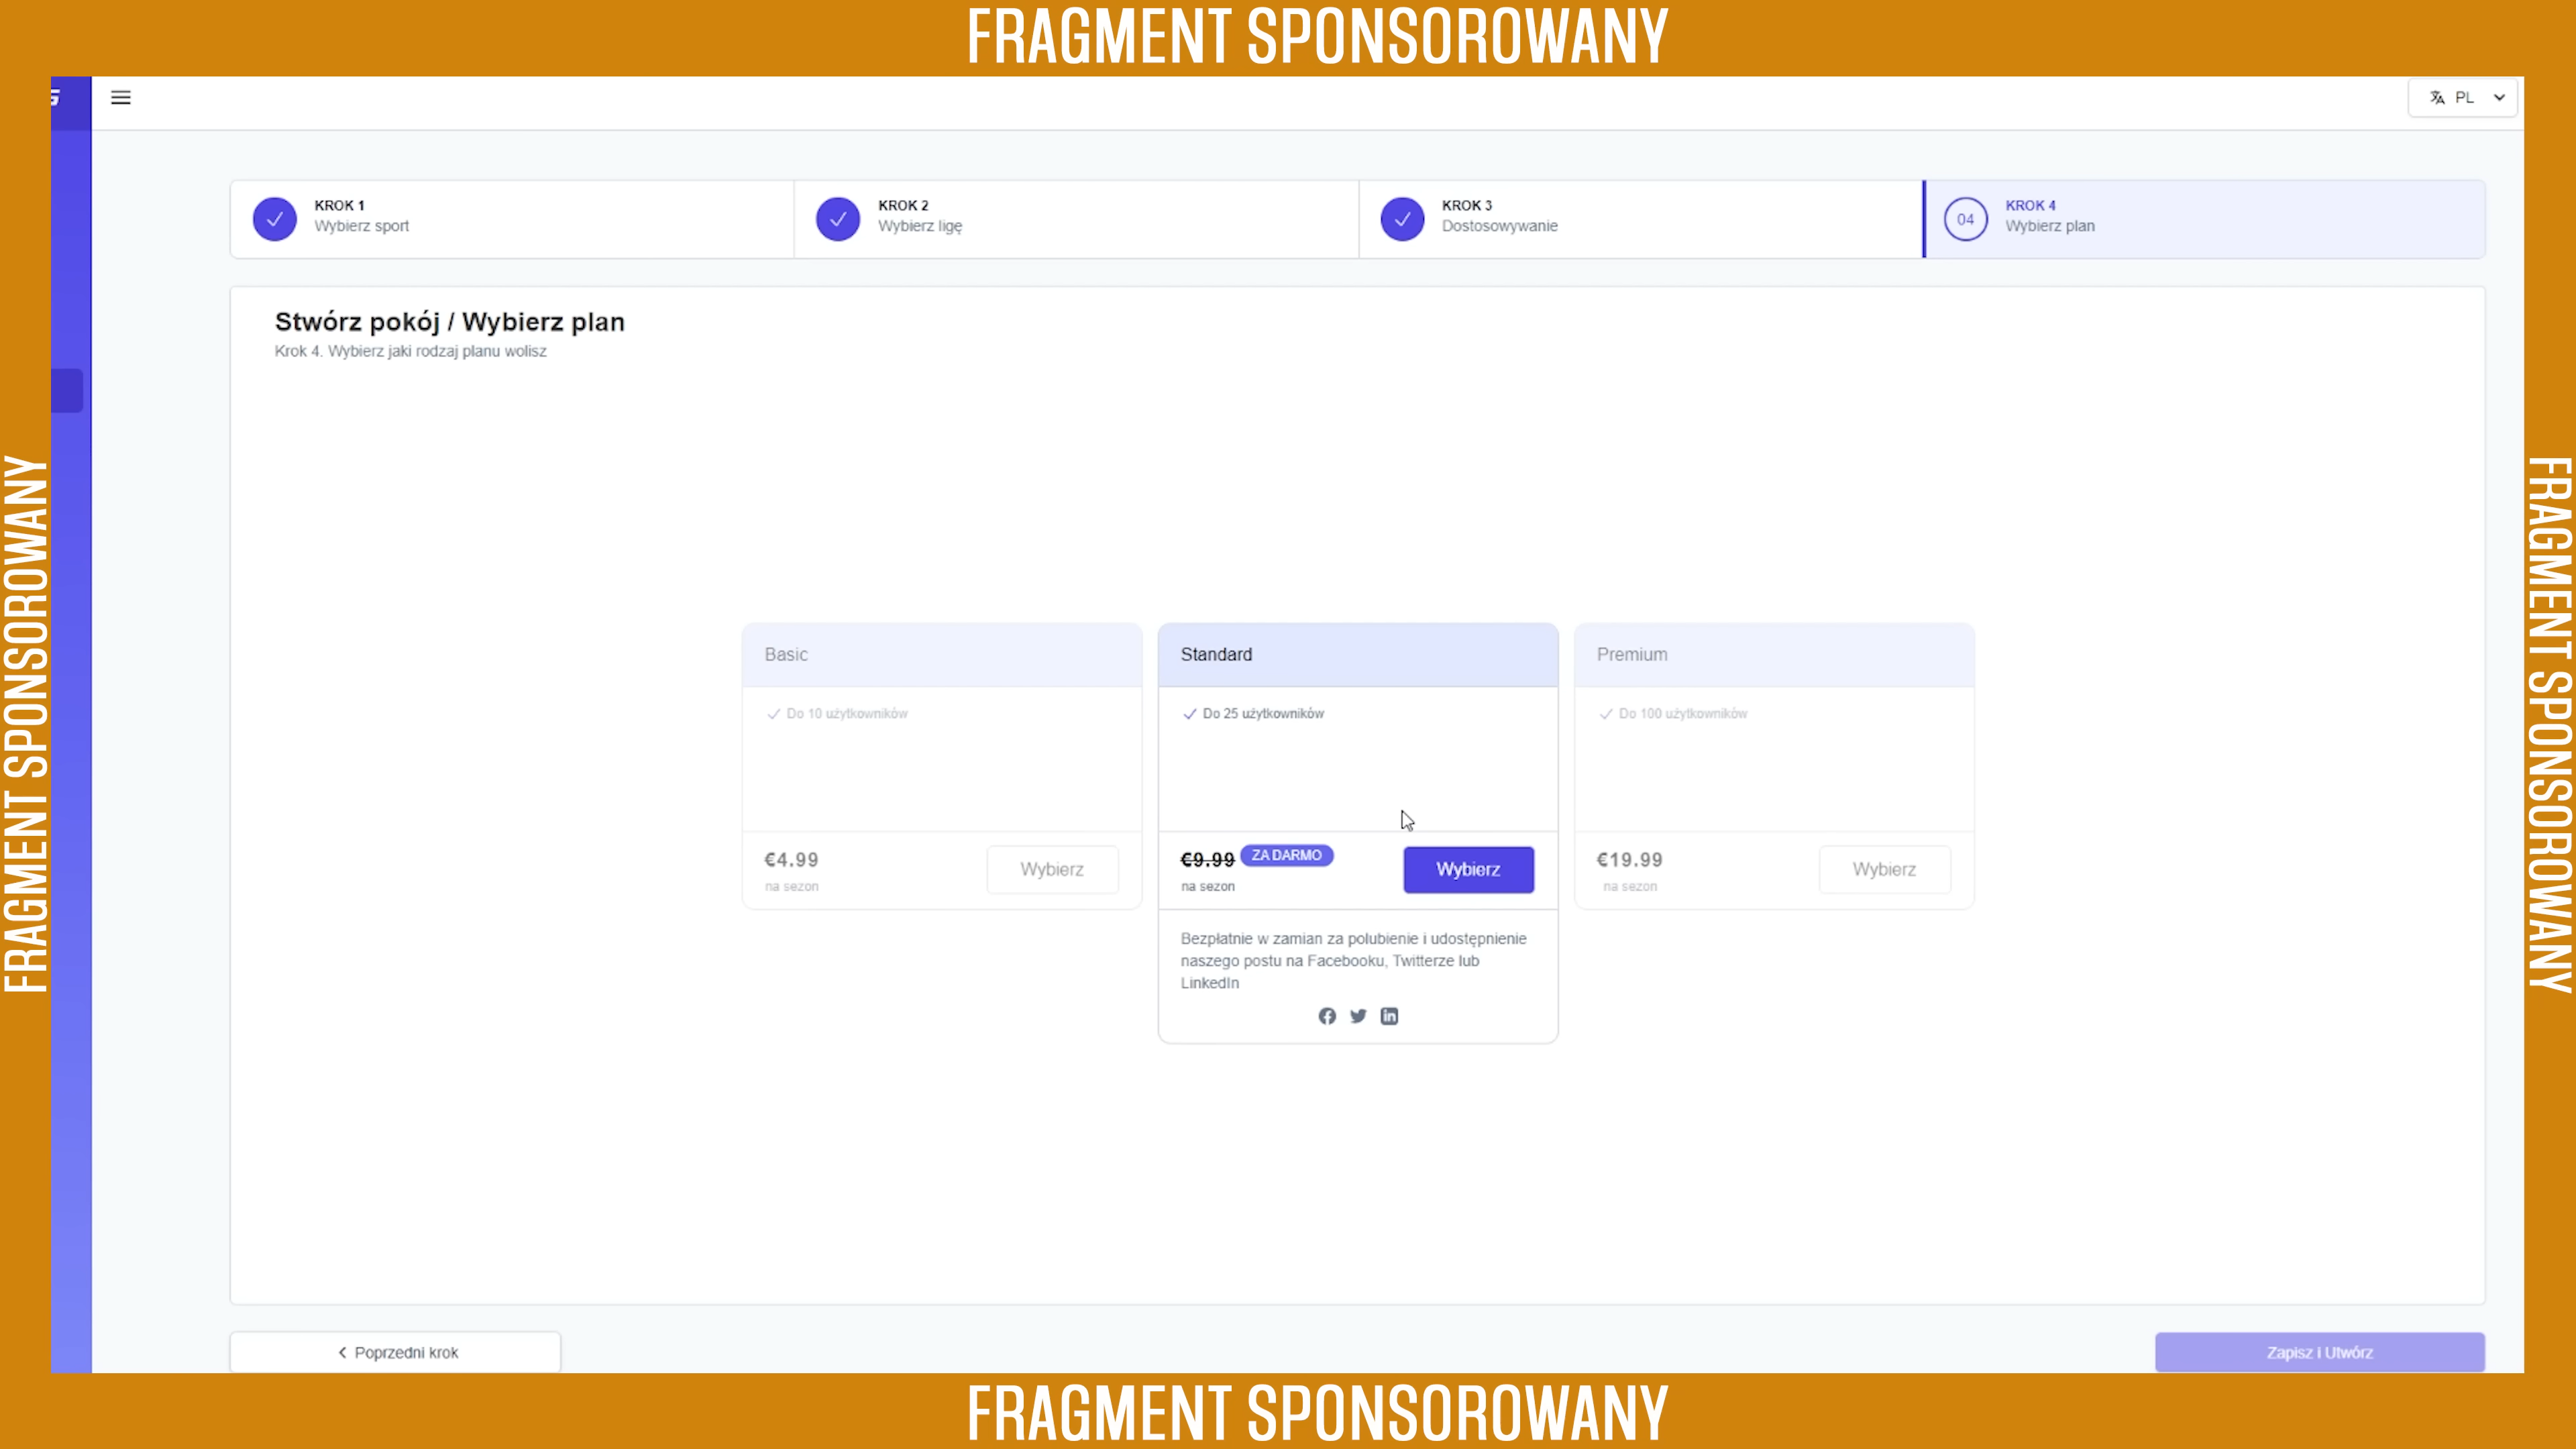 FRAGMENT SPONSOROWANY
PL
KROK 1
Wybierz sport
KROK 2
Wybierz ligę
KROK 3
Dostosowywanie
04
KROK 4
Wybierz plan
Stwórz pokój / Wybierz plan
Krok 4. Wybierz jaki rodzaj planu wolisz
FRAGMENT SPONSOROWANY
FRAGMENT SPONSOROWANY
Basic
Do 10 użytkowników
€4.99
na sezon
Wybierz
Standard
Do 25 użytkowników
€9.99 ZA DARMO
na sezon
Wybierz
Bezpłatnie w zamian za polubienie i udostępnienie
naszego postu na Facebooku, Twitterze lub
LinkedIn
Premium
Do 100 użytkowników
€19.99
na sezon
Wybierz
Poprzedni krok
Zapisz i Utwórz
FRAGMENT SPONSOROWANY